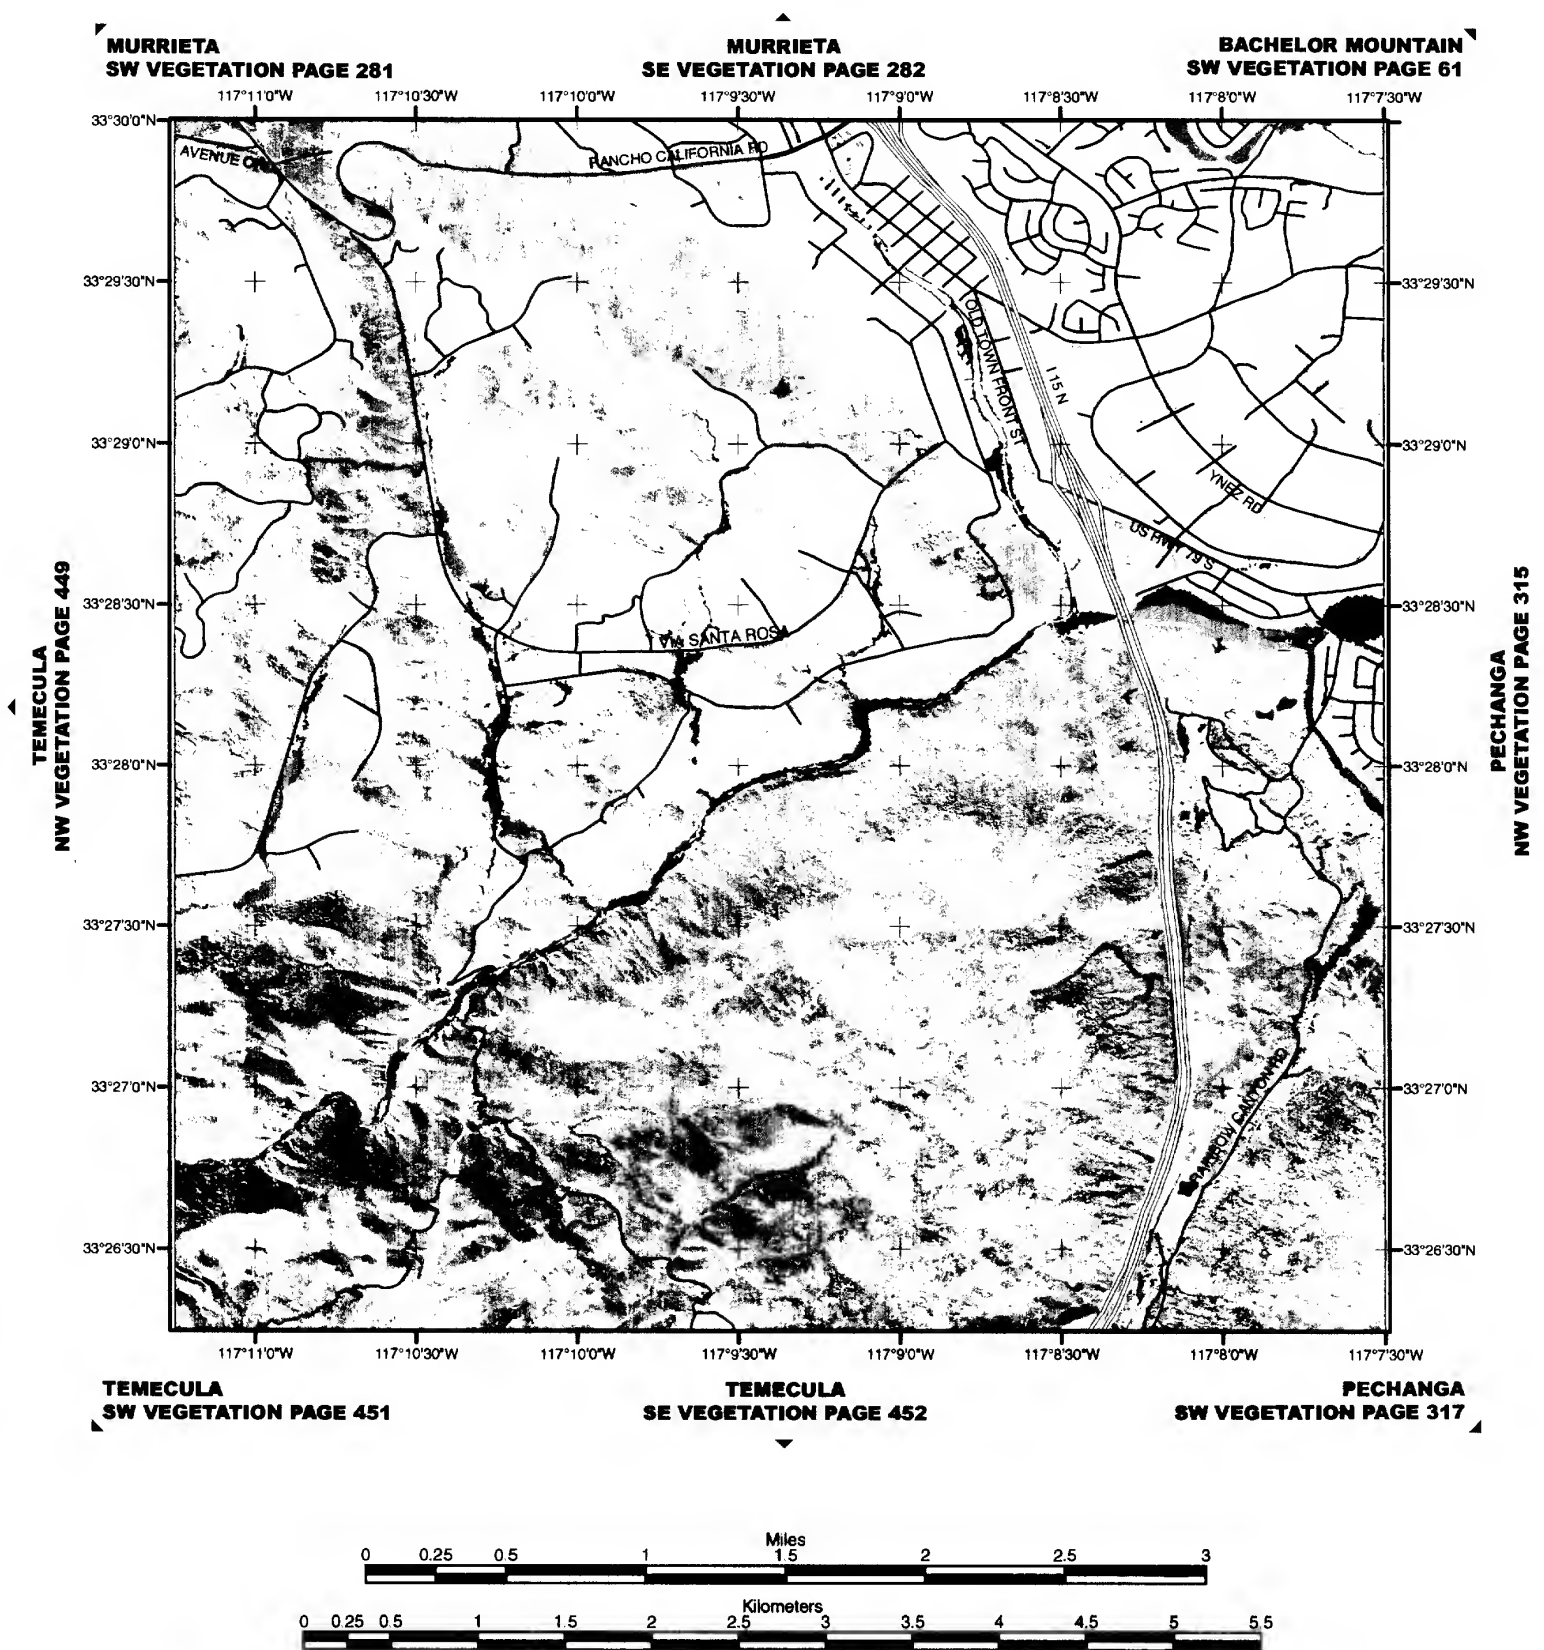 MURRIETA
SW VEGETATION PAGE 281
MURRIETA
SE VEGETATION PAGE 282
BACHELOR MOUNTAIN
SW VEGETATION PAGE 61
117°11'0"W 117°10'30"W 117°10'0"W 117°9'30"W 117°9'0"W 117°8'30"W 117°8'0"W 117°7'30"W
33°30'0"N
AVENUE
RANCHO CALIFORNIA RD
33°29'30"N 33°29'30"N
OLD TOWN FRONT ST
I 15 N
33°29'0"N 33°29'0"N
YNEZ RD
US HWY 79 S
33°28'30"N 33°28'30"N
VIA SANTA ROSA
TEMECULA
NW VEGETATION PAGE 449
PECHANGA
NW VEGETATION PAGE 315
33°28'0"N 33°28'0"N
33°27'30"N 33°27'30"N
33°27'0"N 33°27'0"N
RAINBOW CANYON RD
33°26'30"N 33°26'30"N
117°11'0"W 117°10'30"W 117°10'0"W 117°9'30"W 117°9'0"W 117°8'30"W 117°8'0"W 117°7'30"W
TEMECULA
SW VEGETATION PAGE 451
TEMECULA
SE VEGETATION PAGE 452
PECHANGA
SW VEGETATION PAGE 317
Miles
0 0.25 0.5 1 1.5 2 2.5 3
Kilometers
0 0.25 0.5 1 1.5 2 2.5 3 3.5 4 4.5 5 5.5